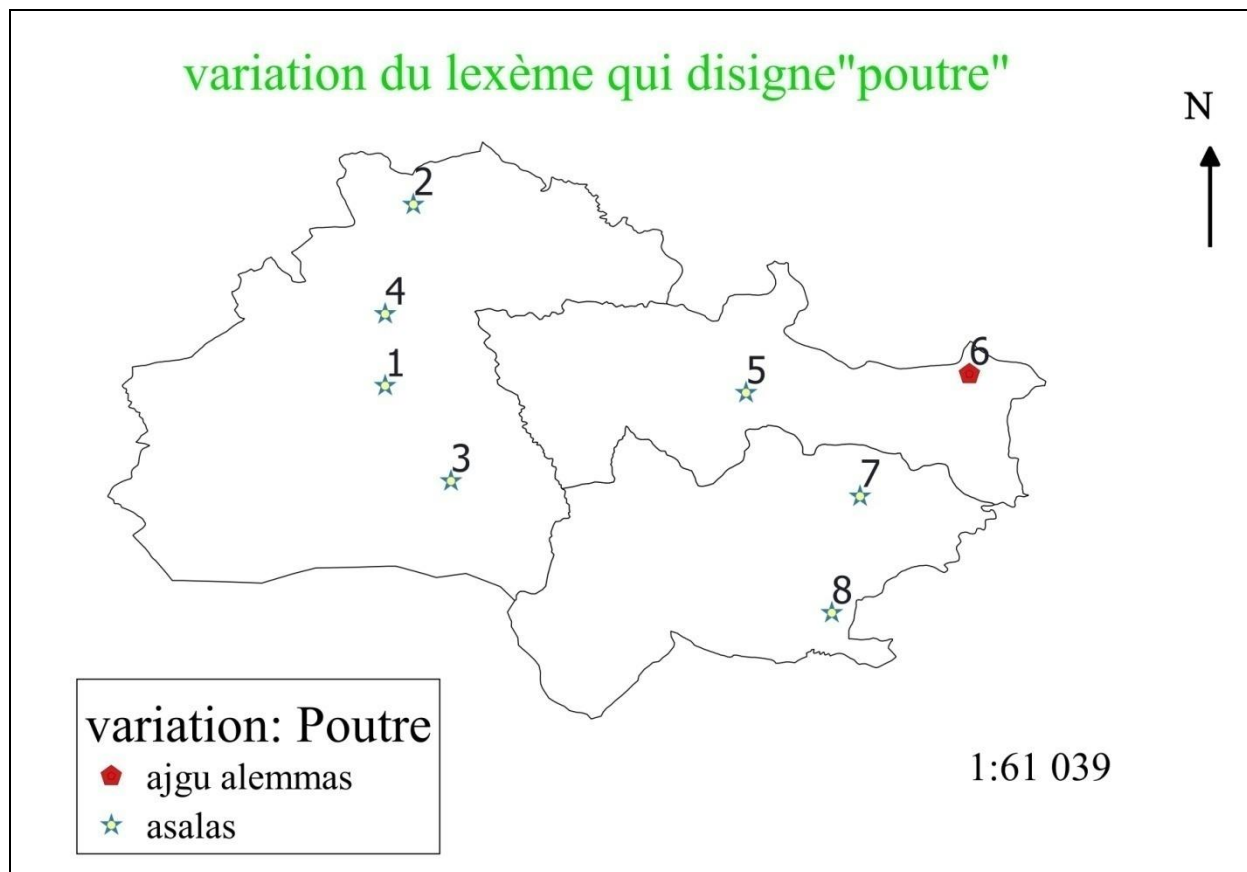 variation du lexème qui disigne"poutre"
N
2
4
1
6
5
3
7
8
variation: Poutre
ajgu alemmas
asalas
1:61 039